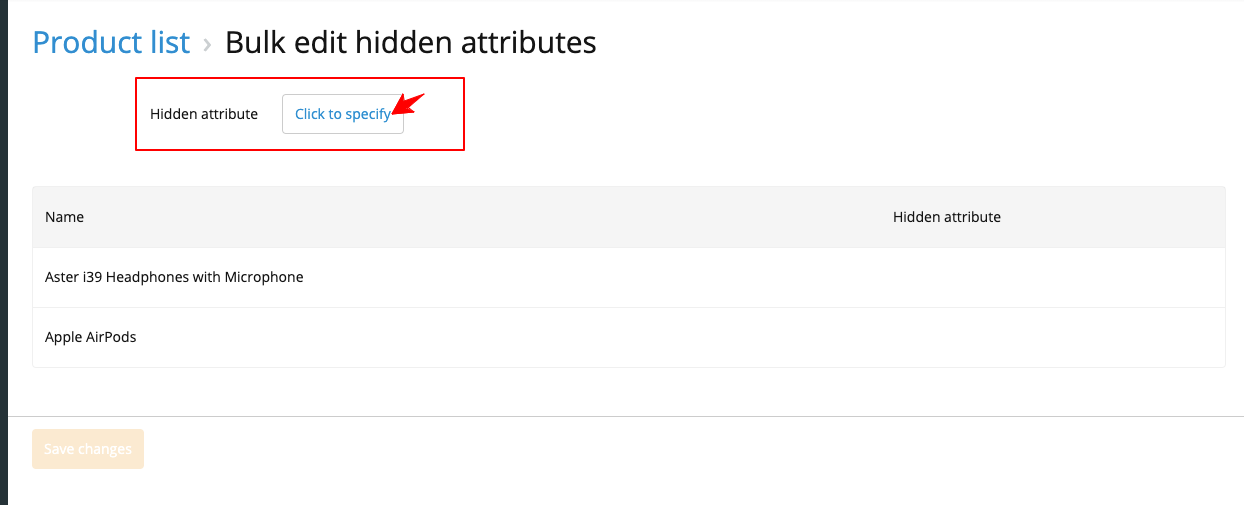 Product list › Bulk edit hidden attributes
Hidden attribute Click to specify
Name Hidden attribute
Aster i39 Headphones with Microphone
Apple AirPods
Save changes